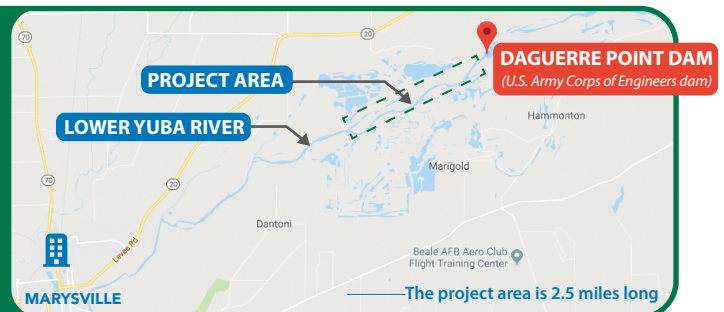 70
20
DAGUERRE POINT DAM
(U.S. Army Corps of Engineers dam)
PROJECT AREA
Hammonton
LOWER YUBA RIVER
Marigold
70
20
Dantoni
Levee Rd
Beale AFB Aero Club
Flight Training Center
MARYSVILLE
The project area is 2.5 miles long